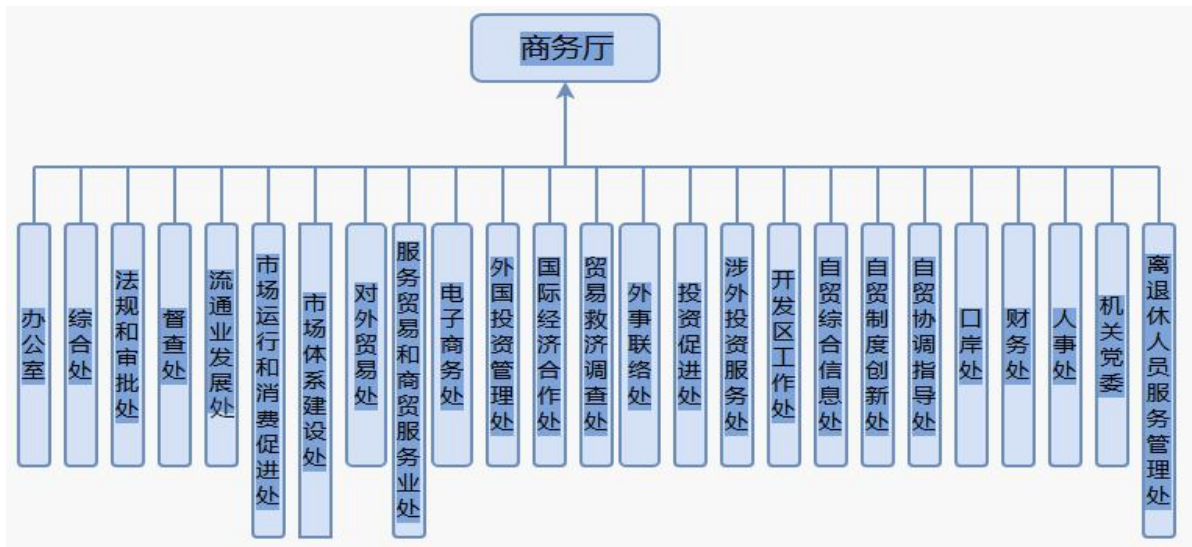 商务厅
办公室
综合处
法规和审批处
督查处
流通业发展处
市场运行和消费促进处
市场体系建设处
对外贸易处
服务贸易和商贸服务业处
电子商务处
外国投资管理处
国际经济合作处
贸易救济调查处
外事联络处
投资促进处
涉外投资服务处
开发区工作处
自贸综合信息处
自贸制度创新处
自贸协调指导处
口岸处
财务处
人事处
机关党委
离退休人员服务管理处